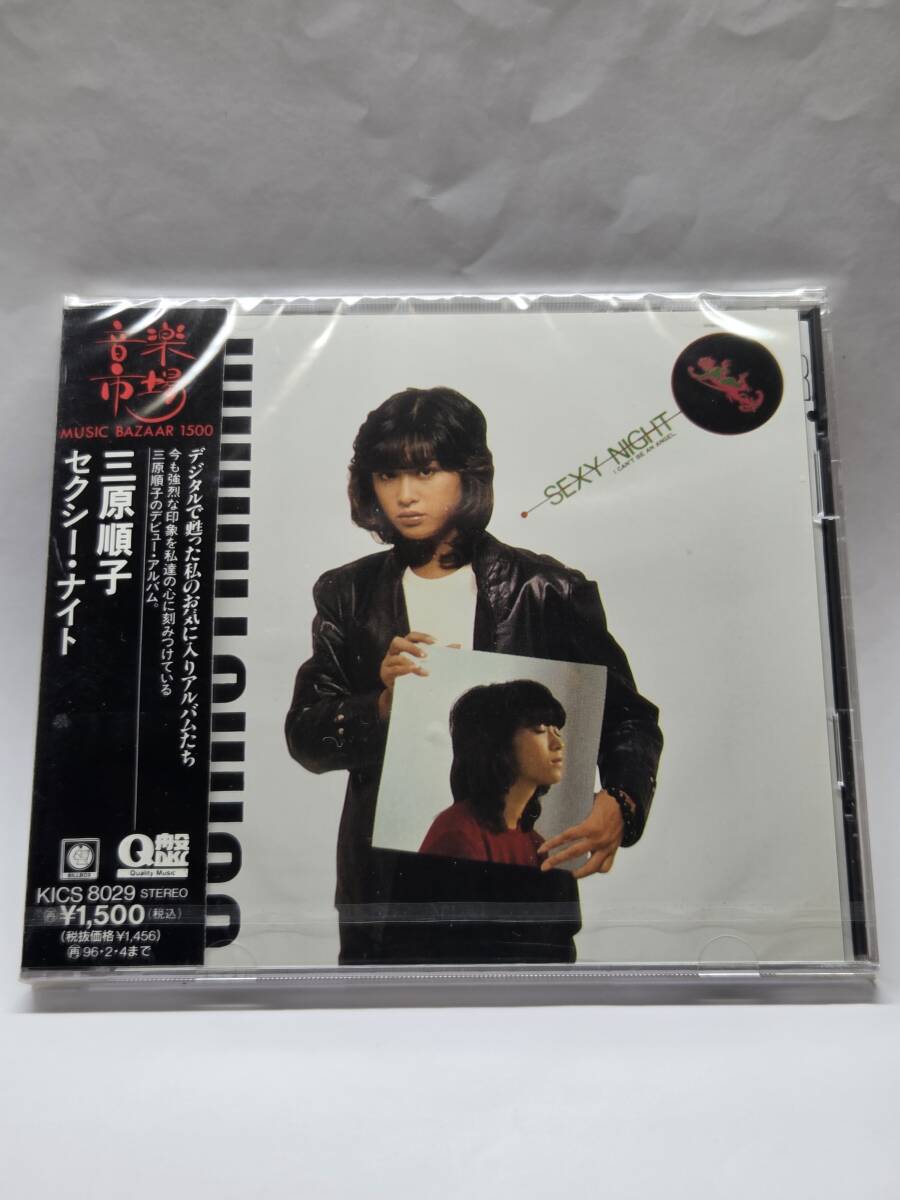 音楽
市場
MUSIC BAZAAR 1500
デジタルで甦った私のお気に入りアルバムたち
今も強烈な印象を私達の心に刻みつけている
三原順子のデビュー・アルバム。
三原順子
セクシー・ナイト
BILLBOX
Q盤
Quality Music
KICS 8029 STEREO
再¥1,500(税込)
(税抜価格¥1,456)
再96・2・4まで
SEXY NIGHT
I CAN'T BE AN ANGEL